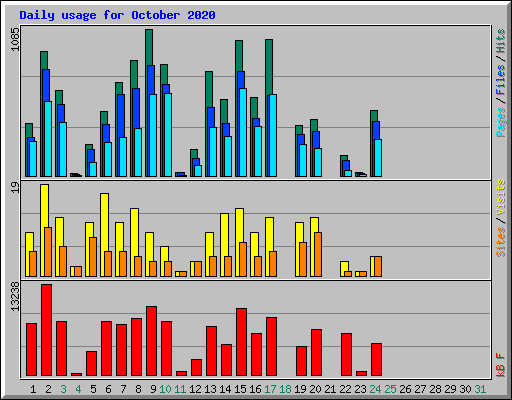 Daily usage for October 2020
1085
Pages / Files / Hits
19
Sites / Visits
13238
kB F
1 2 3 4 5 6 7 8 9 10 11 12 13 14 15 16 17 18 19 20 21 22 23 24 25 26 27 28 29 30 31